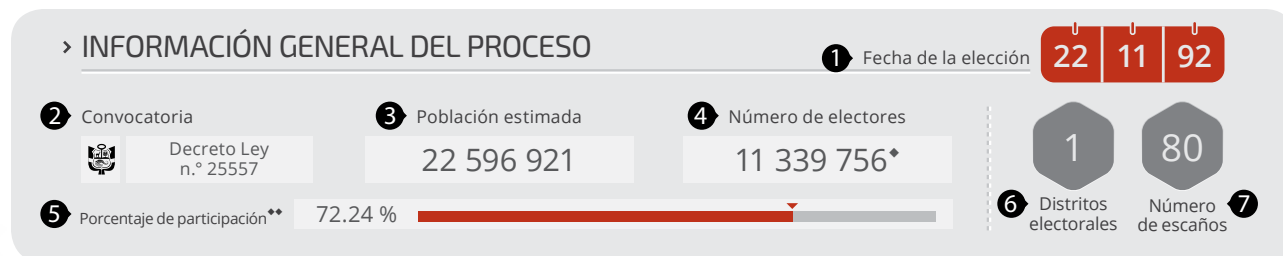 › INFORMACIÓN GENERAL DEL PROCESO
1 Fecha de la elección 22 11 92
2 Convocatoria
Decreto Ley
n.° 25557
3 Población estimada
22 596 921
4 Número de electores
11 339 756◆
5 Porcentaje de participación◆◆ 72.24 %
1
6 Distritos
electorales
80
Número 7
de escaños